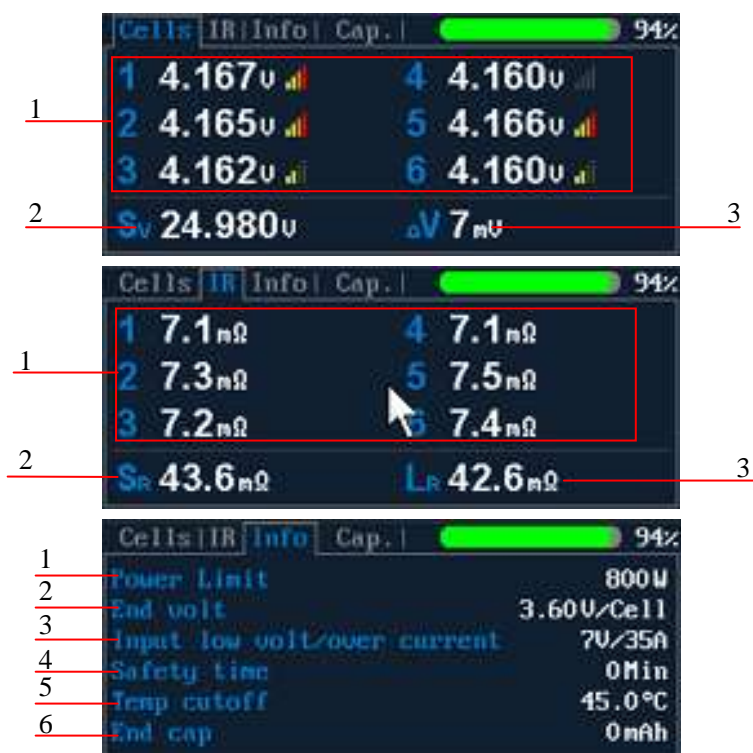 Cells IR Info Cap. 94%
1 4.167V 4 4.160V
1
2 4.165V 5 4.166V
3 4.162V 6 4.160V
2 3
SV 24.980V ΔV 7mV
Cells IR Info Cap. 94%
1 7.1mΩ 4 7.1mΩ
1
2 7.3mΩ 5 7.5mΩ
3 7.2mΩ 6 7.4mΩ
2 3
SR 43.6mΩ LR 42.6mΩ
Cells IR Info Cap. 94%
1 Power Limit 800W
2 End volt 3.60V/Cell
3 Input low volt/over current 7V/35A
4 Safety time 0Min
5 Temp cutoff 45.0°C
6 End cap 0mAh